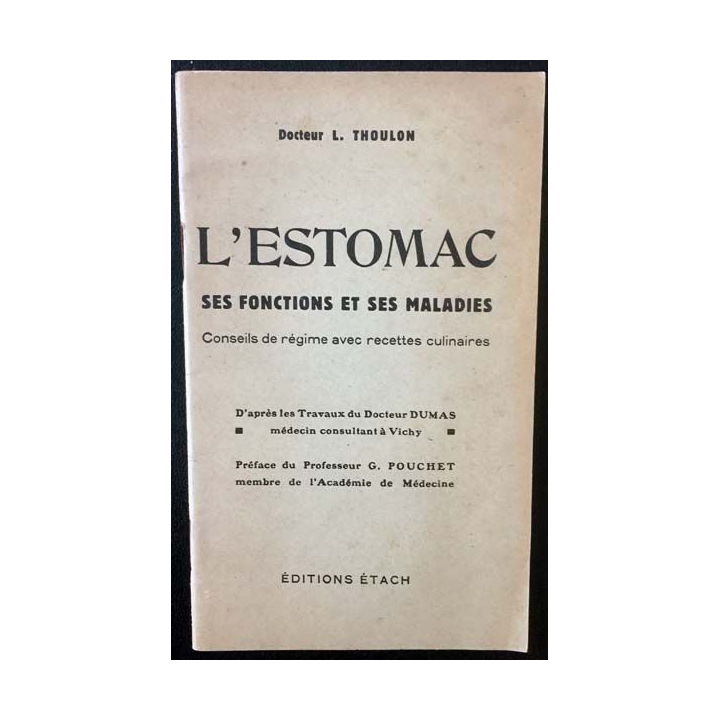 Docteur L. THOULON
L'ESTOMAC
SES FONCTIONS ET SES MALADIES
Conseils de régime avec recettes culinaires
D'après les Travaux du Docteur DUMAS
médecin consultant à Vichy
Préface du Professeur G. POUCHET
membre de l'Académie de Médecine
ÉDITIONS ÉTACH